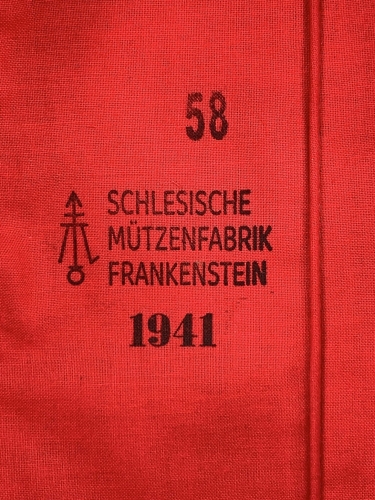 58
SCHLESISCHE
MÜTZENFABRIK
FRANKENSTEIN
1941